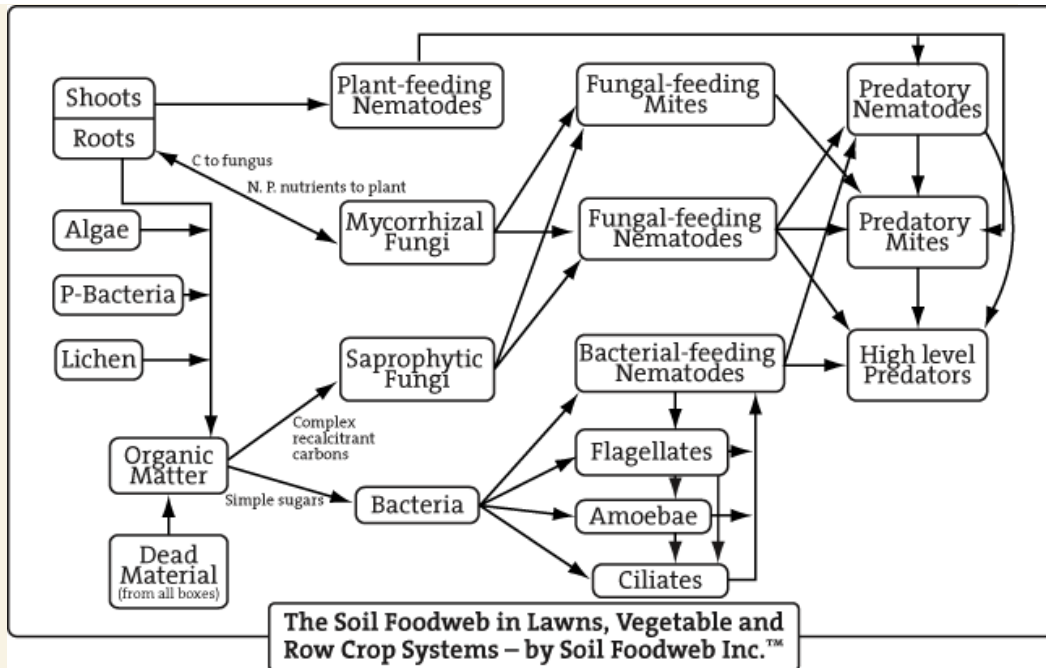 Shoots
Roots
Plant-feeding
Nematodes
Fungal-feeding
Mites
Predatory
Nematodes
C to fungus
N. P. nutrients to plant
Algae
Mycorrhizal
Fungi
Fungal-feeding
Nematodes
Predatory
Mites
P-Bacteria
Lichen
Saprophytic
Fungi
Bacterial-feeding
Nematodes
High level
Predators
Complex
recalcitrant
carbons
Organic
Matter
Simple sugars
Bacteria
Flagellates
Amoebae
Ciliates
Dead
Material
(from all boxes)
The Soil Foodweb in Lawns, Vegetable and
Row Crop Systems – by Soil Foodweb Inc.™